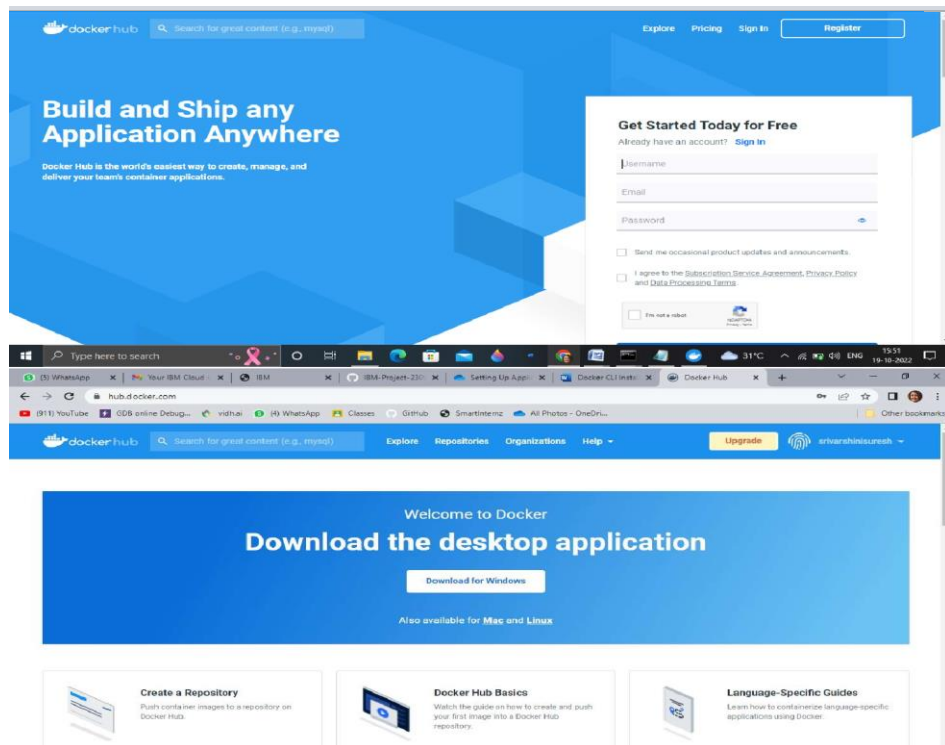 dockerhub Search for great content (e.g., mysql) Explore Pricing Sign In Register
Build and Ship any
Application Anywhere
Docker Hub is the world's easiest way to create, manage, and
deliver your team's container applications.
Get Started Today for Free
Already have an account? Sign In
Username
Email
Password
Send me occasional product updates and announcements.
I agree to the Subscription Service Agreement, Privacy Policy
and Data Processing Terms.
I'm not a robot
reCAPTCHA
Privacy - Terms
Type here to search 31°C ENG 15:51
19-10-2022
(5) WhatsApp Your IBM Cloud IBM IBM-Project-230 Setting Up Appli Docker CLI Insta Docker Hub
hub.docker.com
(911) YouTube GDB online Debug... vidhai (4) WhatsApp Classes GitHub SmartInternz All Photos - OneDri... Other bookmarks
dockerhub Search for great content (e.g., mysql) Explore Repositories Organizations Help Upgrade srivarshinisuresh
Welcome to Docker
Download the desktop application
Download for Windows
Also available for Mac and Linux
Create a Repository
Push container images to a repository on
Docker Hub.
Docker Hub Basics
Watch the guide on how to create and push
your first image into a Docker Hub
repository.
Language-Specific Guides
Learn how to containerize language-specific
applications using Docker.